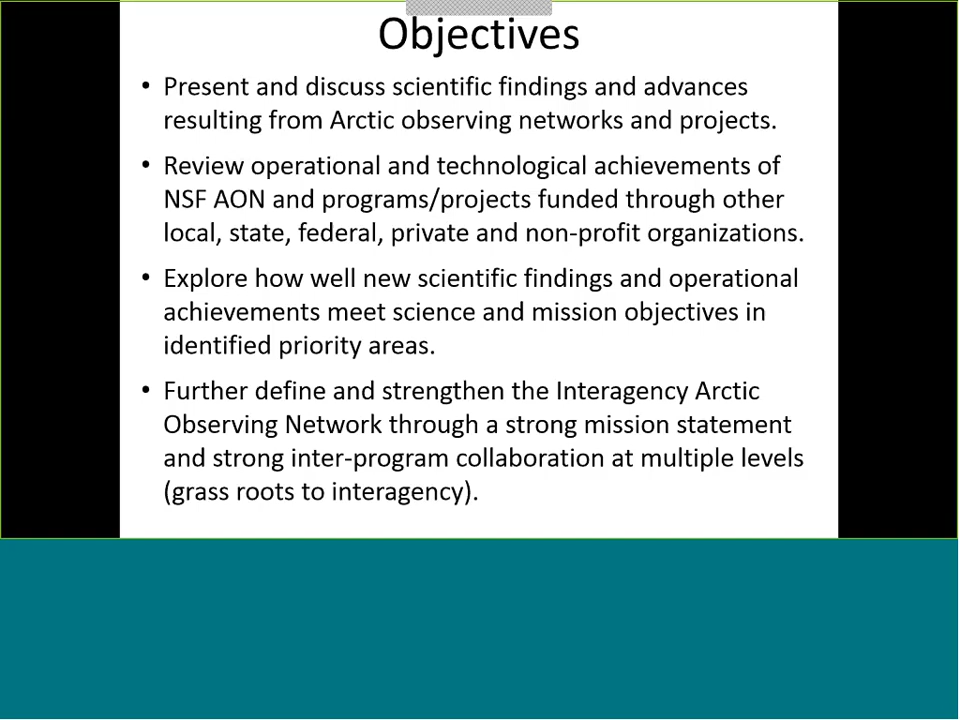 Objectives
• Present and discuss scientific findings and advances
resulting from Arctic observing networks and projects.
• Review operational and technological achievements of
NSF AON and programs/projects funded through other
local, state, federal, private and non-profit organizations.
• Explore how well new scientific findings and operational
achievements meet science and mission objectives in
identified priority areas.
• Further define and strengthen the Interagency Arctic
Observing Network through a strong mission statement
and strong inter-program collaboration at multiple levels
(grass roots to interagency).